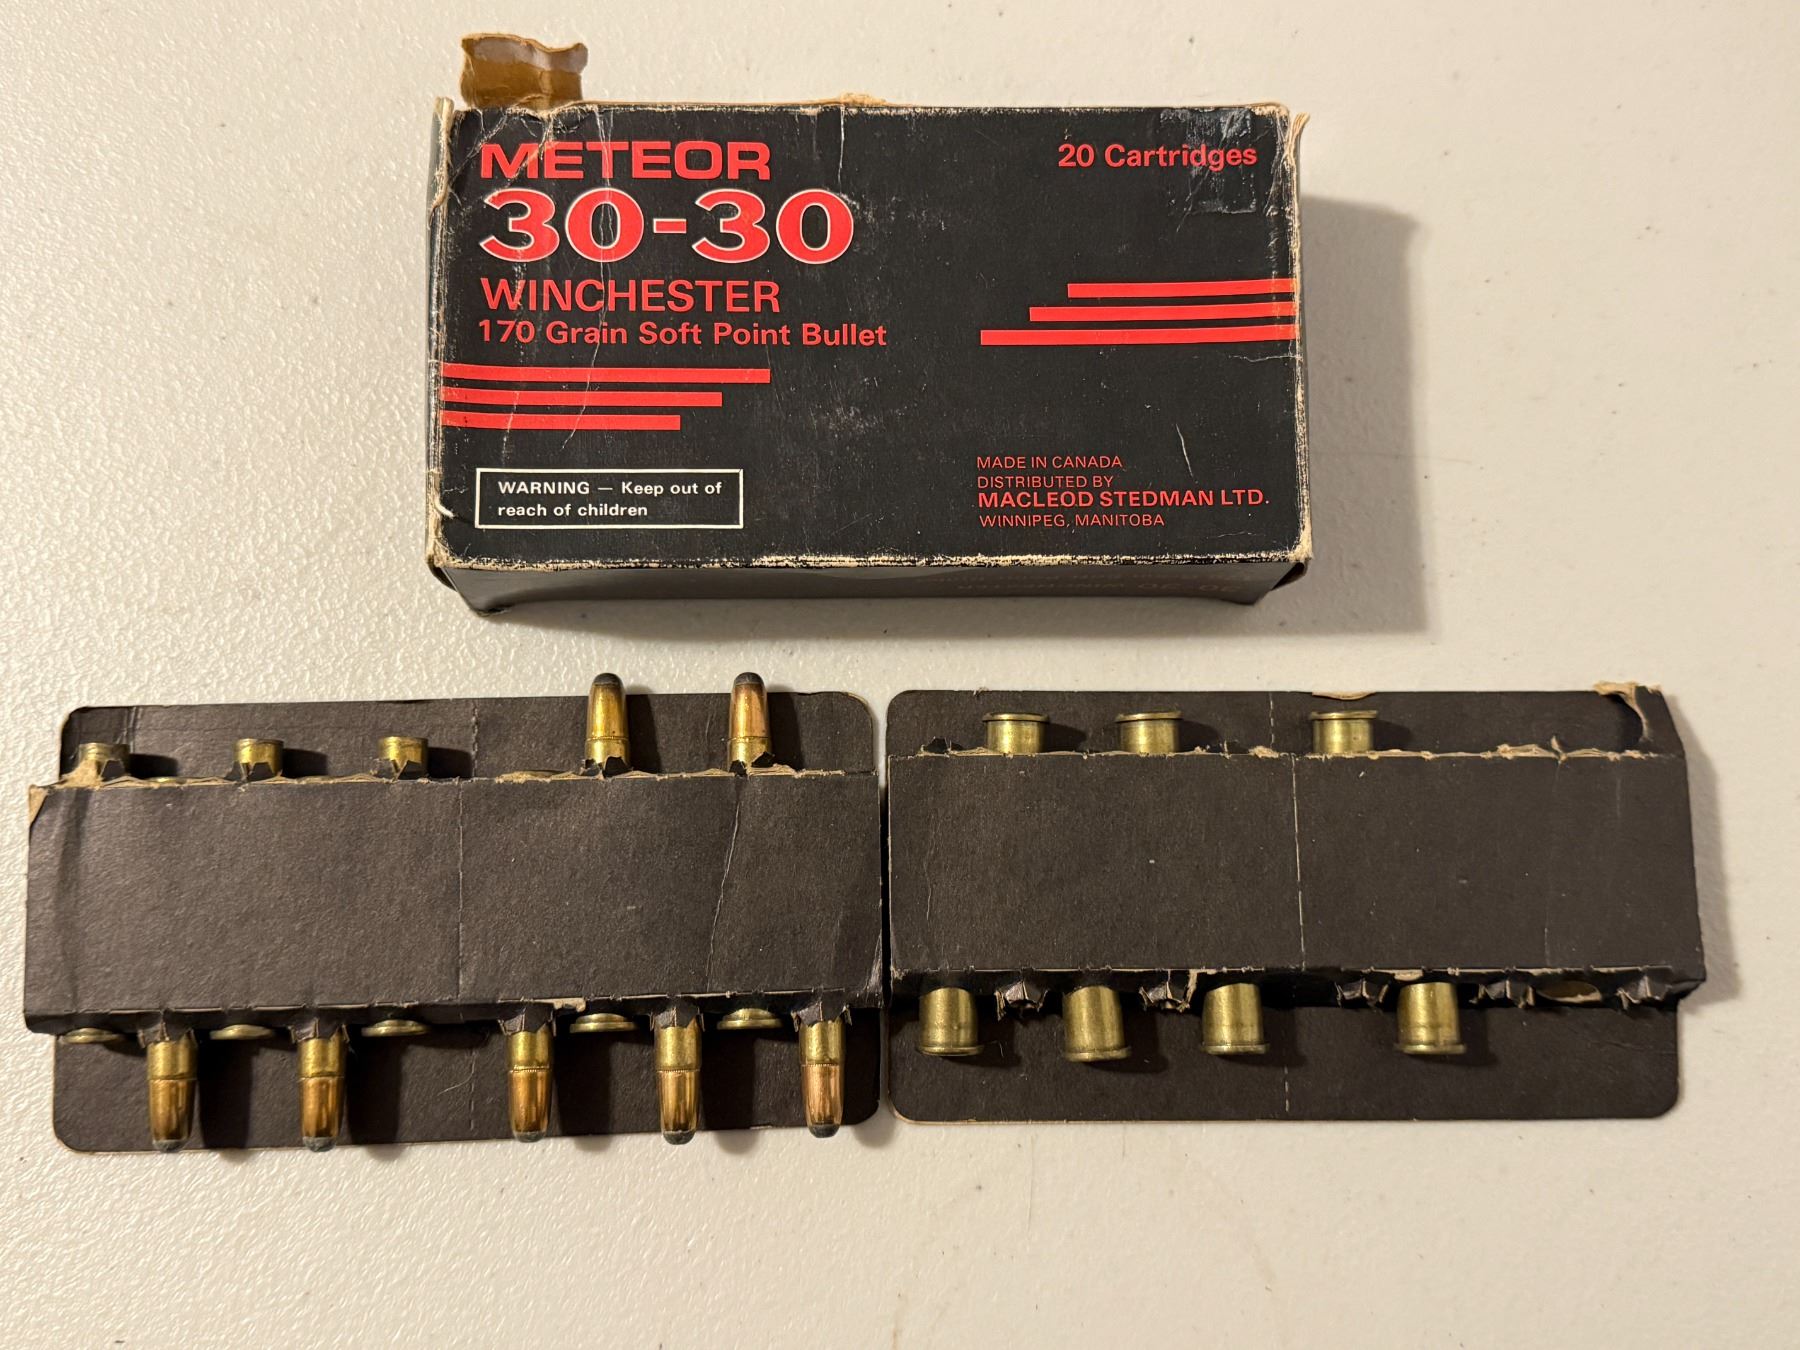 METEOR
20 Cartridges
30-30
WINCHESTER
170 Grain Soft Point Bullet
WARNING — Keep out of
reach of children
MADE IN CANADA
DISTRIBUTED BY
MACLEOD STEDMAN LTD.
WINNIPEG, MANITOBA